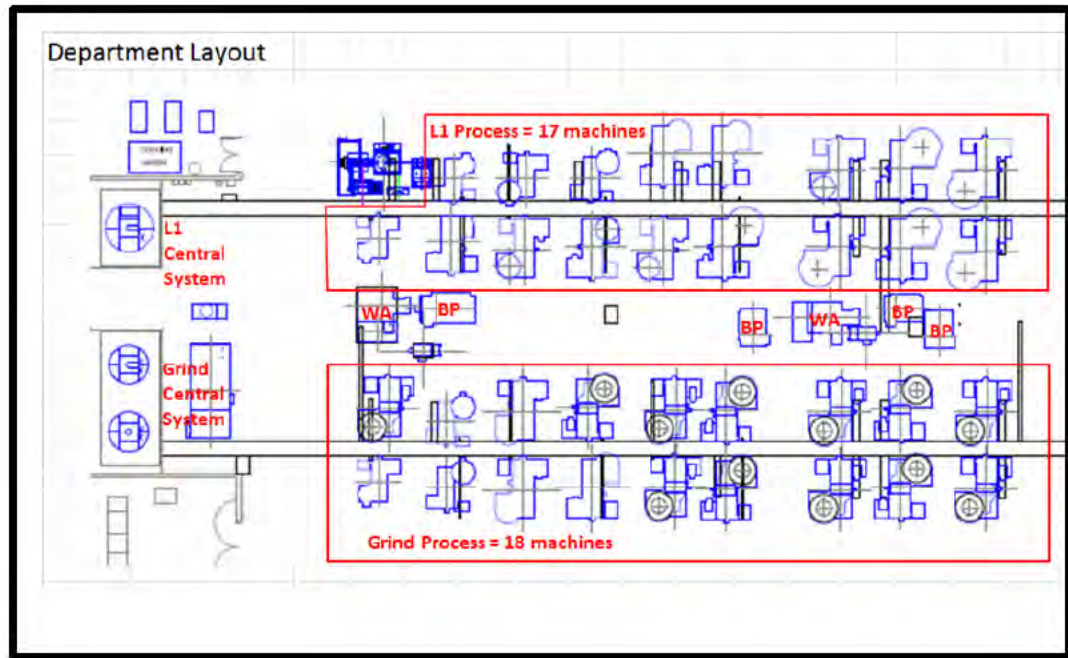 Department Layout
L1 Process = 17 machines
L1
Central
System
WA
BP
BP
WA
BP
BP
Grind
Central
System
Grind Process = 18 machines